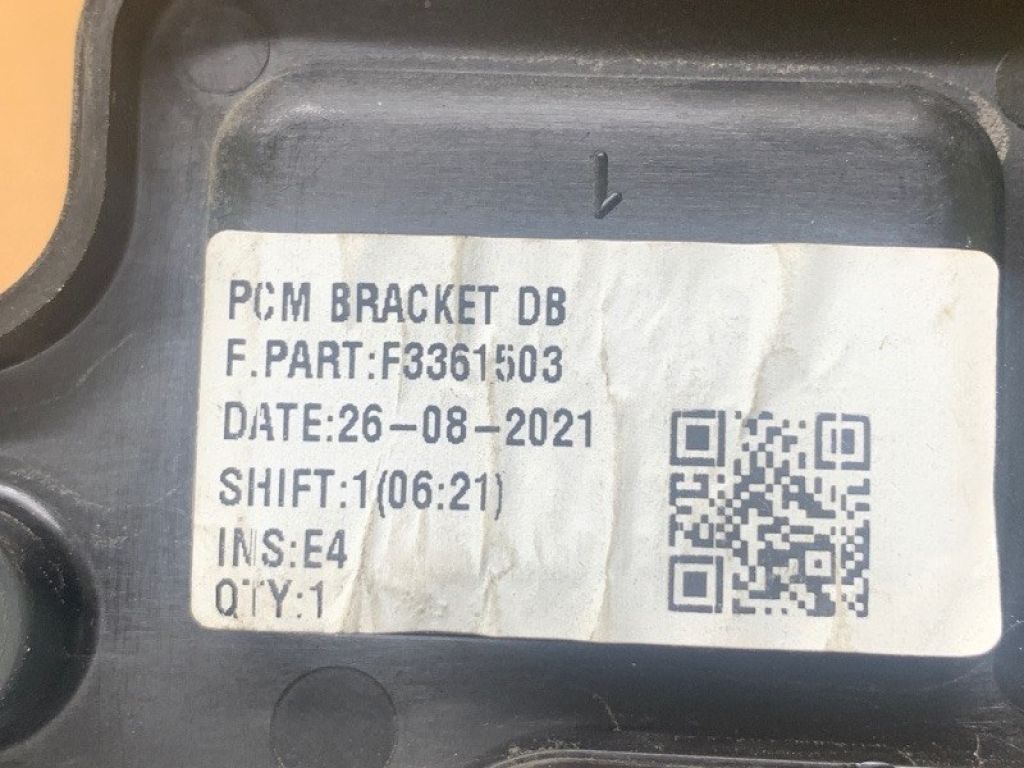 PCM BRACKET DB
F.PART:F3361503
DATE:26-08-2021
SHIFT:1(06:21)
INS:E4
QTY:1